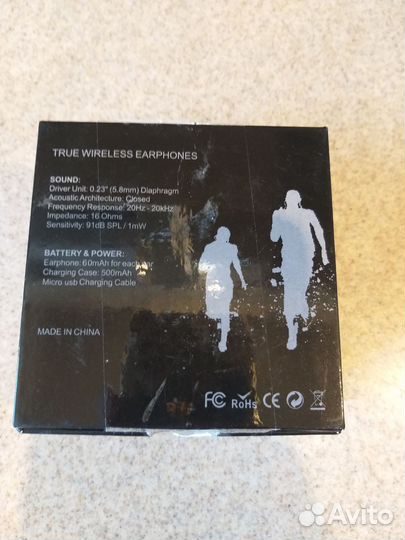 TRUE WIRELESS EARPHONES
SOUND:
Driver Unit: 0.23" (5.8mm) Diaphragm
Acoustic Architecture: Closed
Frequency Response: 20Hz - 20kHz
Impedance: 16 Ohms
Sensitivity: 91dB SPL / 1mW
BATTERY & POWER:
Earphone: 60mAh for each ear
Charging Case: 500mAh
Micro usb Charging Cable
MADE IN CHINA
FC RoHS CE
Avito